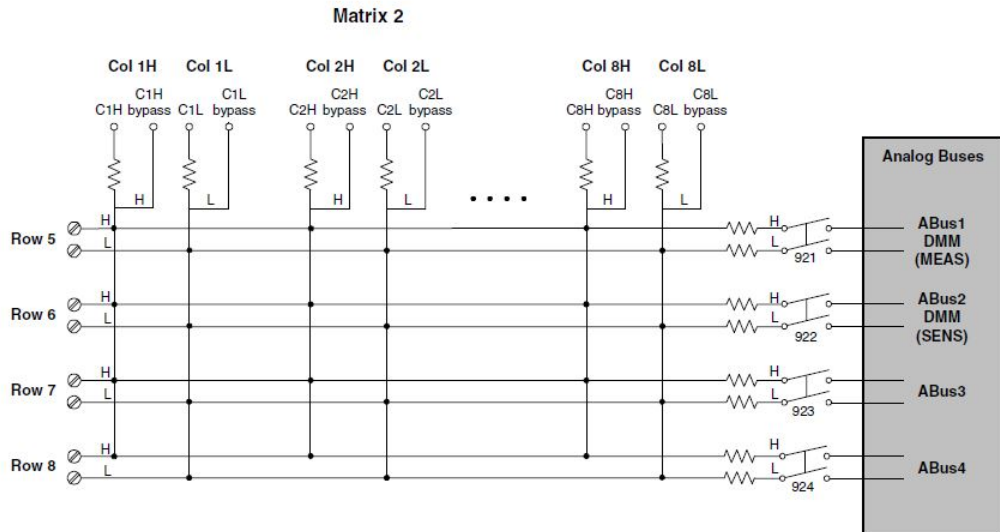 Matrix 2
Col 1H Col 1L Col 2H Col 2L Col 8H Col 8L
C1H C1L C2H C2L C8H C8L
C1H bypass C1L bypass C2H bypass C2L bypass C8H bypass C8L bypass
Analog Buses
H L H L H L
Row 5 H L H L 921 ABus1
DMM
(MEAS)
Row 6 H L H L 922 ABus2
DMM
(SENS)
Row 7 H L H L 923 ABus3
Row 8 H L H L 924 ABus4